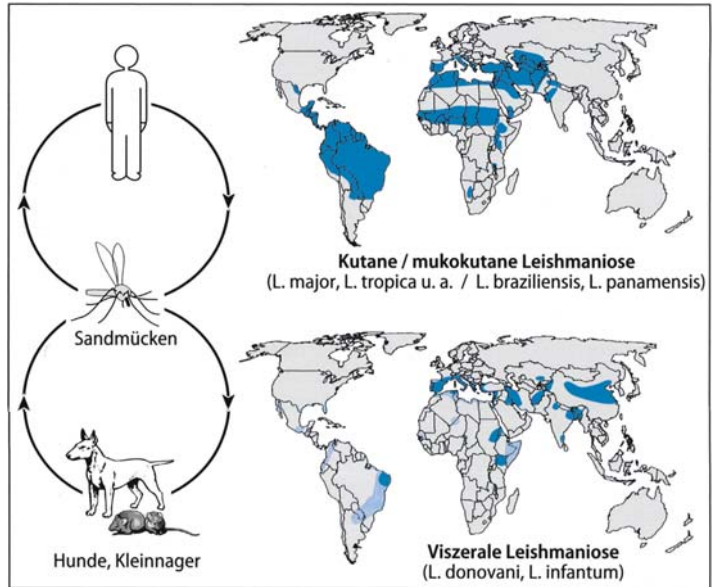 Kutane / mukokutane Leishmaniose
(L. major, L. tropica u. a. / L. braziliensis, L. panamensis)
Sandmücken
Hunde, Kleinnager
Viszerale Leishmaniose
(L. donovani, L. infantum)